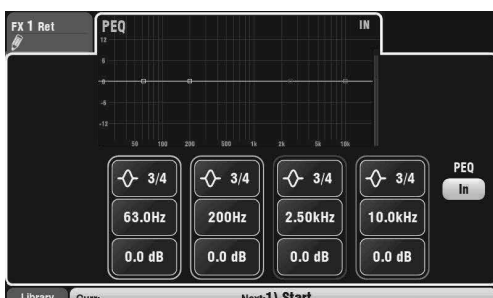 FX 1 Ret
PEQ
IN
12
6
0
-6
-12
50 100 200 500 1k 2k 5k 10k
3/4 3/4 3/4 3/4
63.0Hz 200Hz 2.50kHz 10.0kHz
0.0 dB 0.0 dB 0.0 dB 0.0 dB
PEQ
In
Library Curr: Next:1) Start